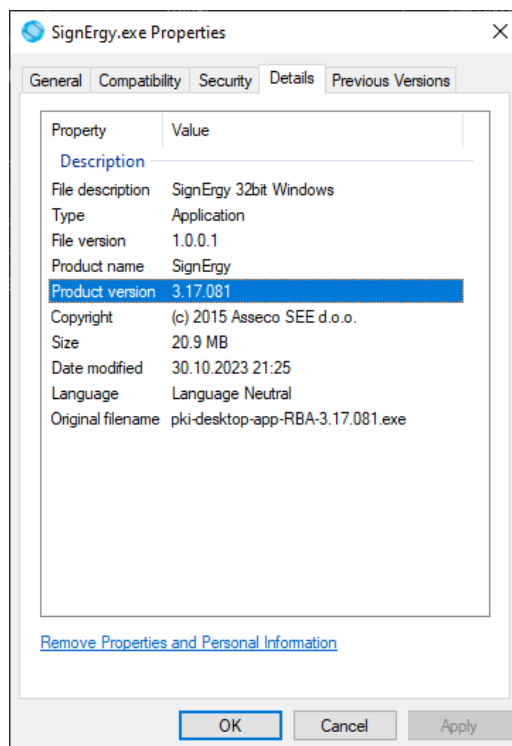 SignErgy.exe Properties
General Compatibility Security Details Previous Versions
Property Value
Description
File description SignErgy 32bit Windows
Type Application
File version 1.0.0.1
Product name SignErgy
Product version 3.17.081
Copyright (c) 2015 Asseco SEE d.o.o.
Size 20.9 MB
Date modified 30.10.2023 21:25
Language Language Neutral
Original filename pki-desktop-app-RBA-3.17.081.exe
Remove Properties and Personal Information
OK Cancel Apply